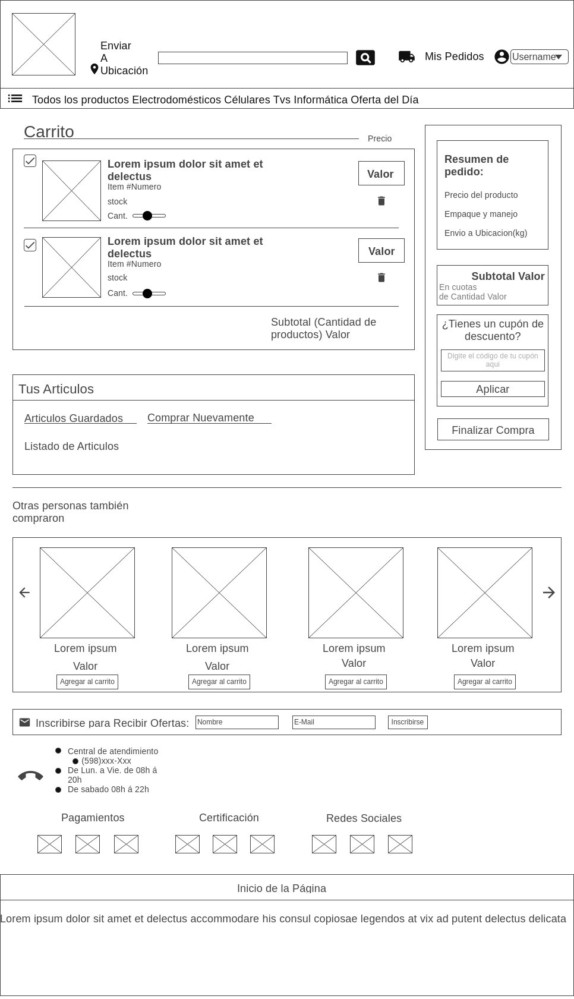 Enviar
A
Ubicación
Mis Pedidos
Username
Todos los productos Electrodomésticos Célulares Tvs Informática Oferta del Día
Carrito
Precio
Lorem ipsum dolor sit amet et
delectus
Item #Numero
stock
Cant.
Valor
Lorem ipsum dolor sit amet et
delectus
Item #Numero
stock
Cant.
Valor
Subtotal (Cantidad de
productos) Valor
Resumen de
pedido:
Precio del producto
Empaque y manejo
Envio a Ubicacion(kg)
Subtotal Valor
En cuotas
de Cantidad Valor
¿Tienes un cupón de
descuento?
Digite el código de tu cupón
aqui
Aplicar
Finalizar Compra
Tus Articulos
Articulos Guardados
Comprar Nuevamente
Listado de Articulos
Otras personas también
compraron
Lorem ipsum
Valor
Agregar al carrito
Lorem ipsum
Valor
Agregar al carrito
Lorem ipsum
Valor
Agregar al carrito
Lorem ipsum
Valor
Agregar al carrito
Inscribirse para Recibir Ofertas:
Nombre
E-Mail
Inscribirse
Central de atendimiento
(598)xxx-Xxx
De Lun. a Vie. de 08h á
20h
De sabado 08h á 22h
Pagamientos
Certificación
Redes Sociales
Inicio de la Página
Lorem ipsum dolor sit amet et delectus accommodare his consul copiosae legendos at vix ad putent delectus delicata